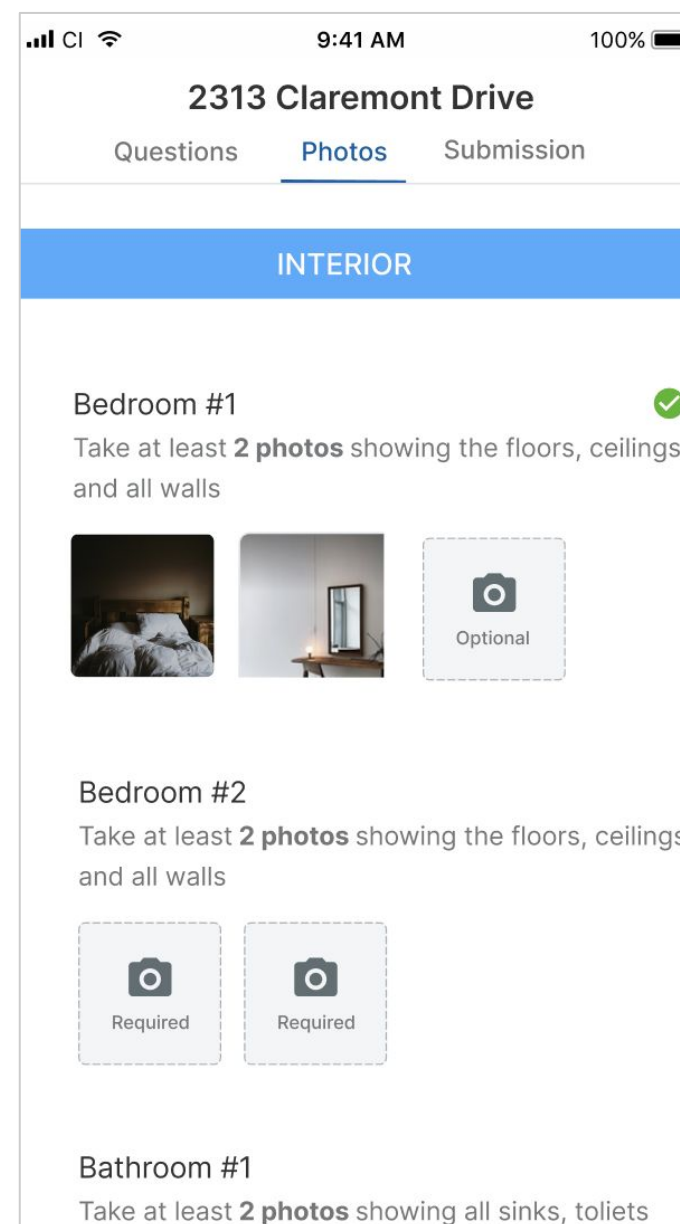 CI 9:41 AM 100%
2313 Claremont Drive
Questions Photos Submission
INTERIOR
Bedroom #1
Take at least 2 photos showing the floors, ceilings
and all walls
Optional
Bedroom #2
Take at least 2 photos showing the floors, ceilings
and all walls
Required Required
Bathroom #1
Take at least 2 photos showing all sinks, toliets